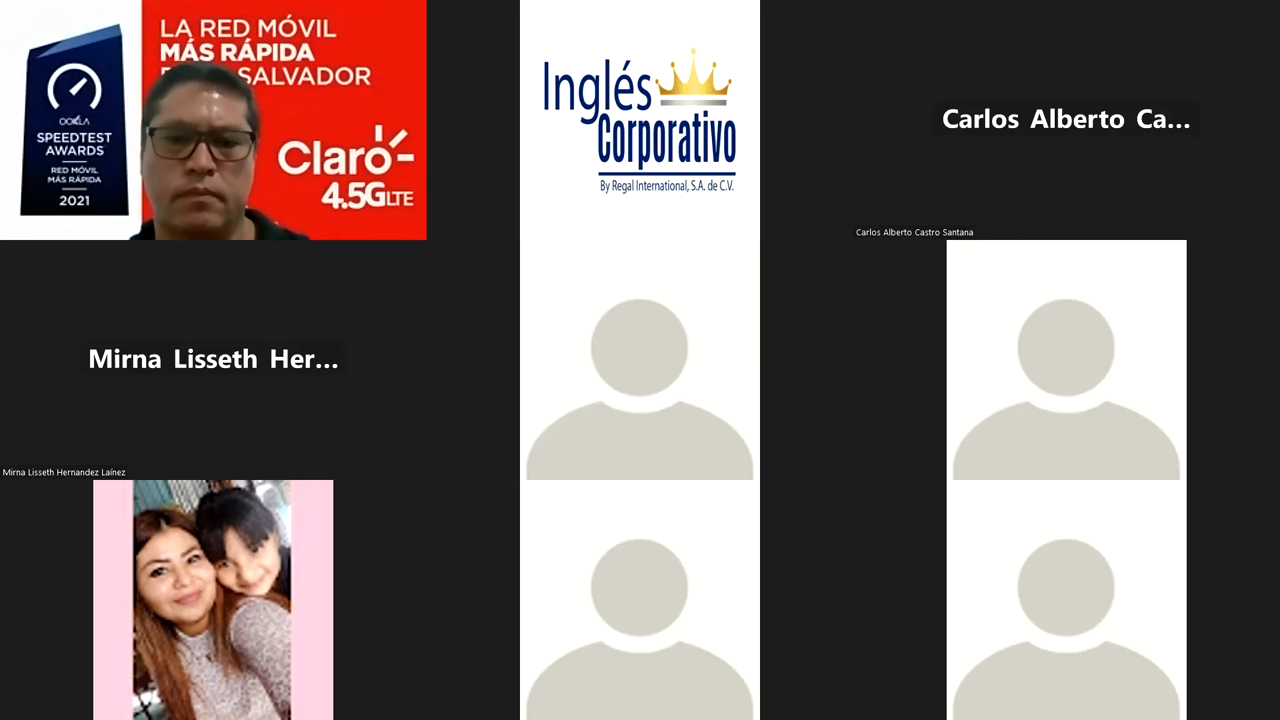 LA RED MÓVIL
MÁS RÁPIDA
SALVADOR
OOKLA
SPEEDTEST
AWARDS
RED MÓVIL
MÁS RÁPIDA
2021
Claro
4.5G LTE
Inglés
Corporativo
By Regal International, S.A. de C.V.
Carlos Alberto Ca...
Carlos Alberto Castro Santana
Mirna Lisseth Her...
Mirna Lisseth Hernandez Laínez